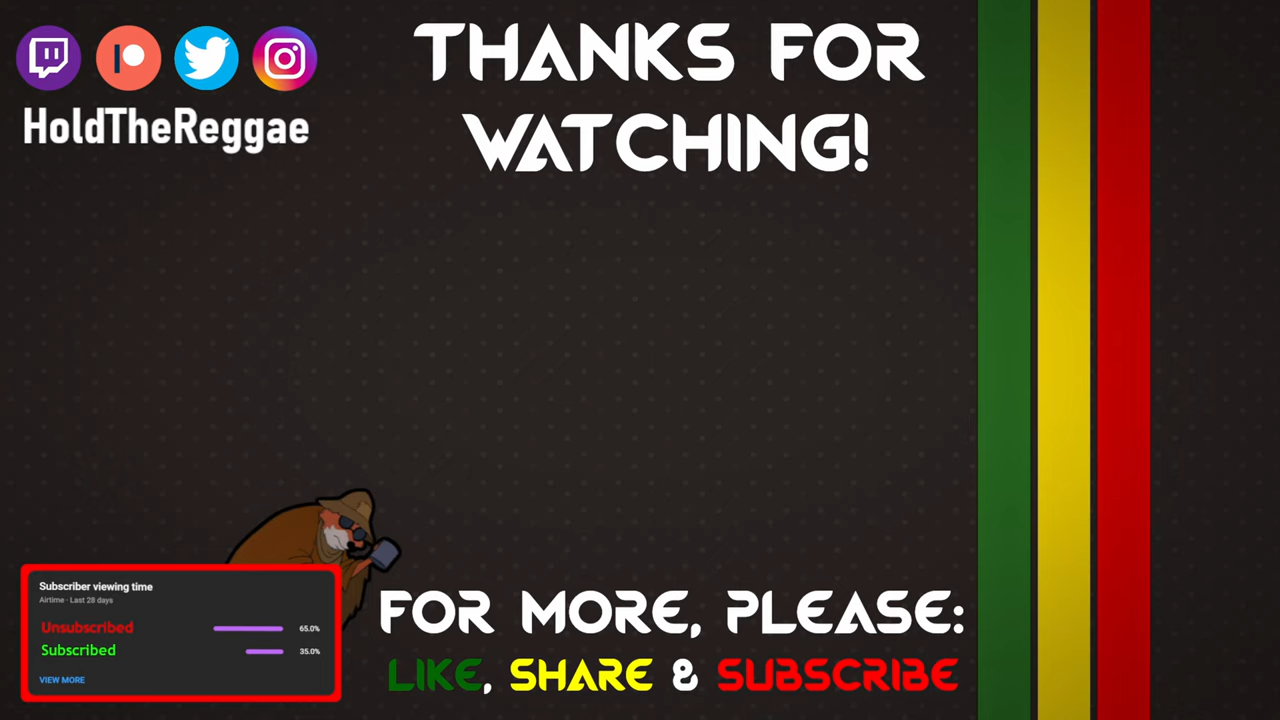 HoldTheReggae
THANKS FOR
WATCHING!
Subscriber viewing time
Airtime · Last 28 days
Unsubscribed 65.0%
Subscribed 35.0%
VIEW MORE
FOR MORE, PLEASE:
LIKE, SHARE & SUBSCRIBE